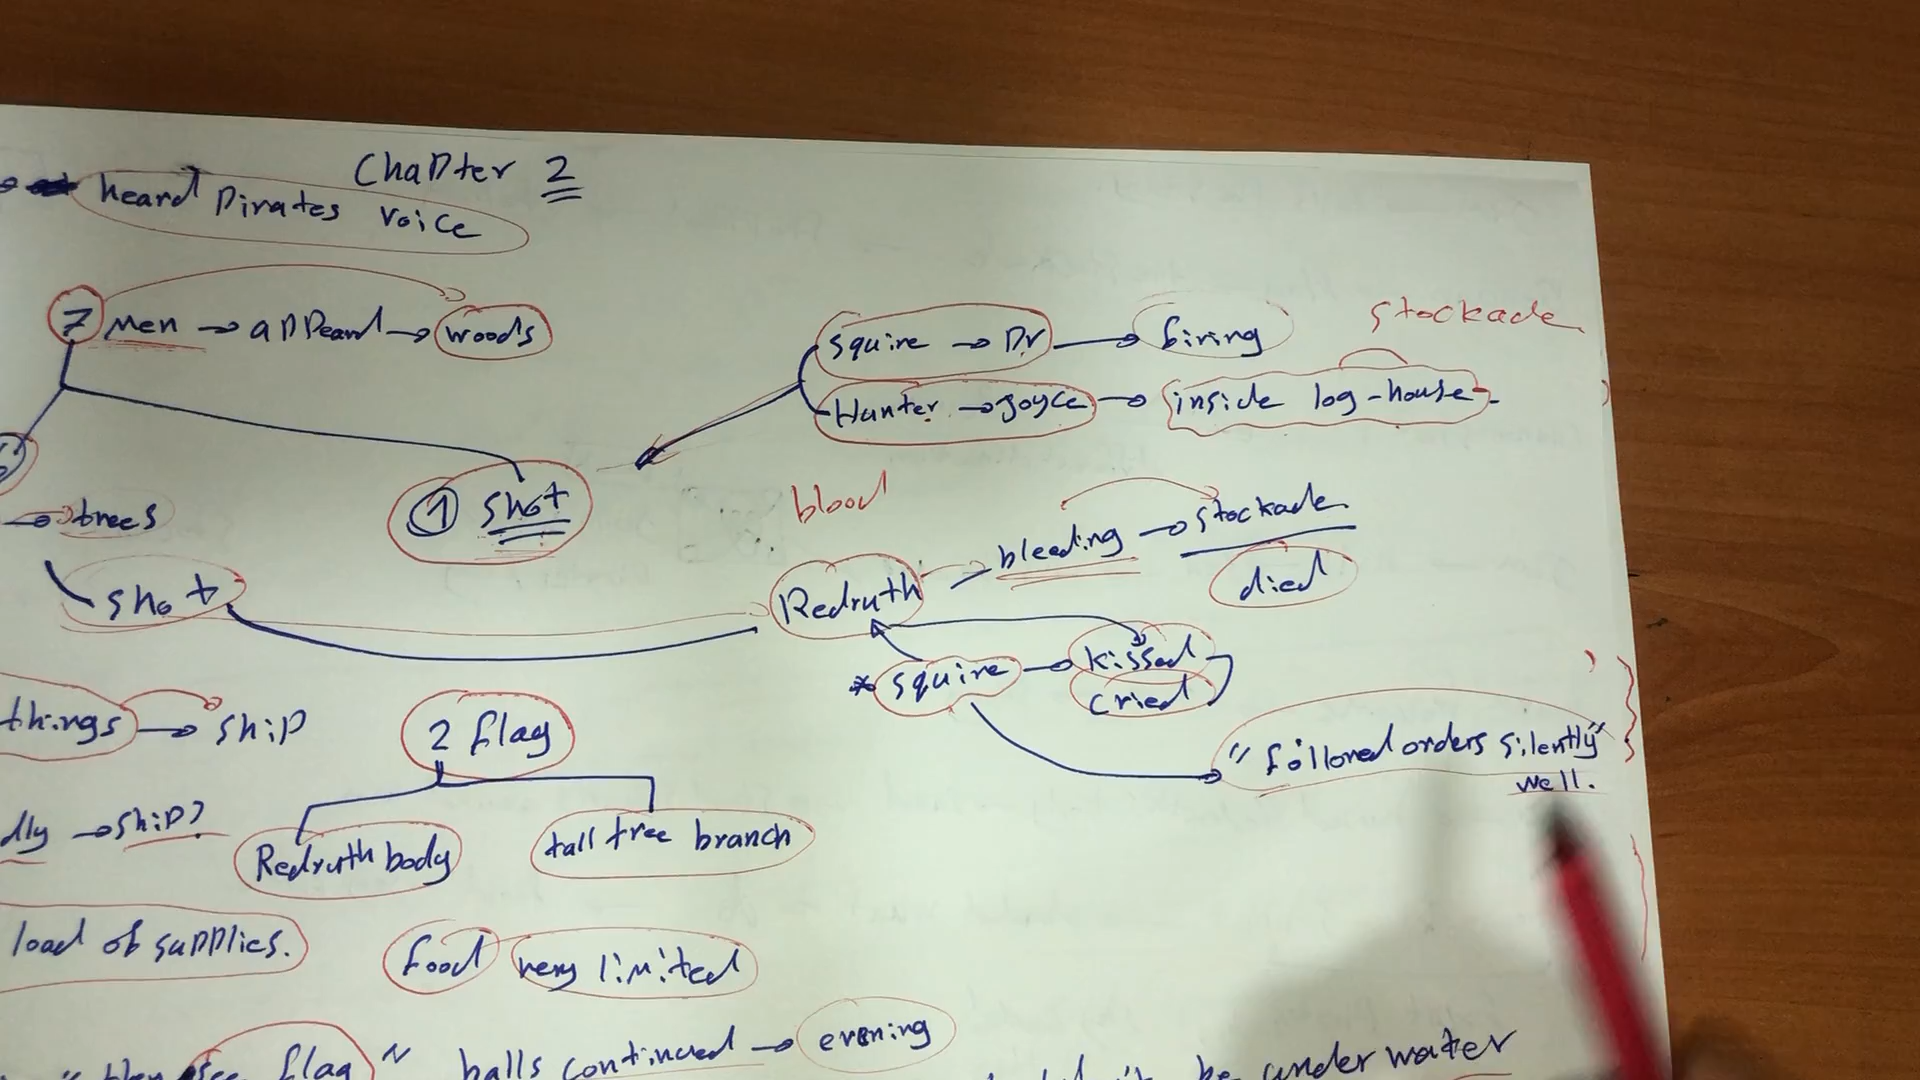 Chapter 2
heard Pirates voice
7 Men → appeard → woods
Squire → Dr → firing
Stockade
Hunter → Joyce → inside log-house
→ trees
1 shot
blood
Redruth → bleeding → stockade
died
shot
* Squire → kissed
cried
things → ship
2 flag
"followed orders silently"
well.
dly → ship?
Redruth body
tall tree branch
load of supplies.
food very limited
flag"
balls continued → evening
be under water